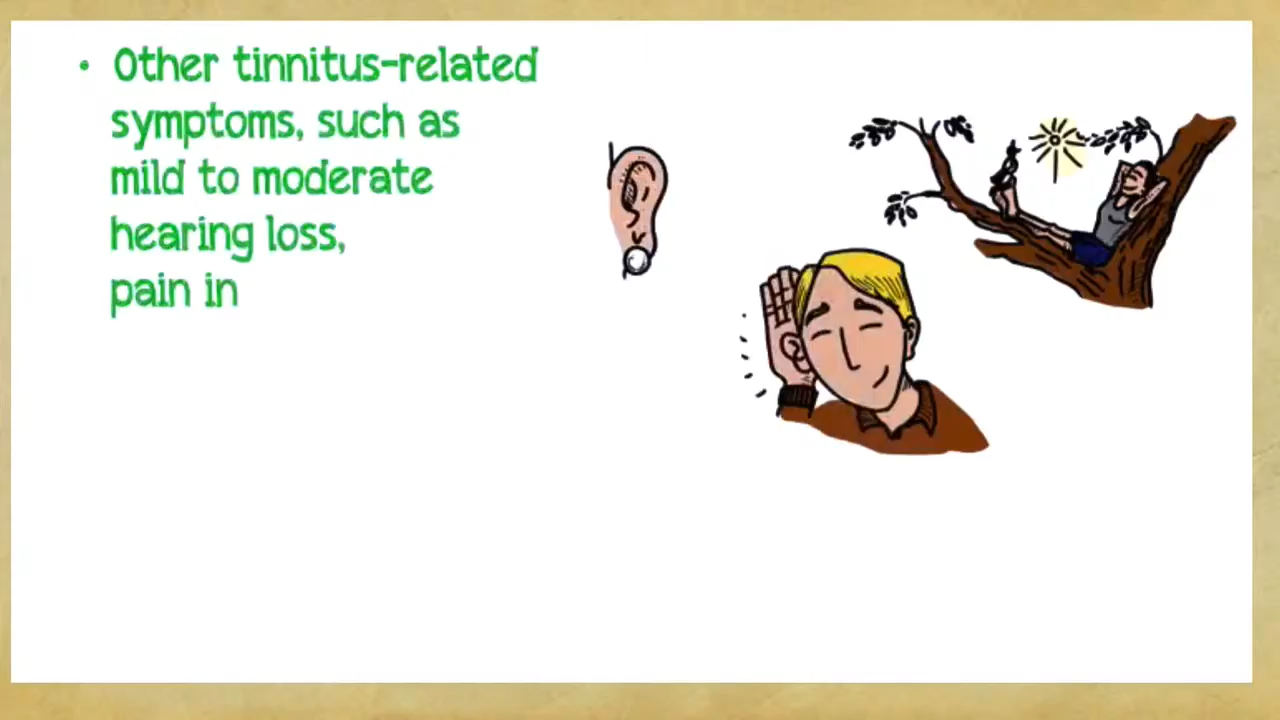 • Other tinnitus-related
symptoms, such as
mild to moderate
hearing loss,
pain in